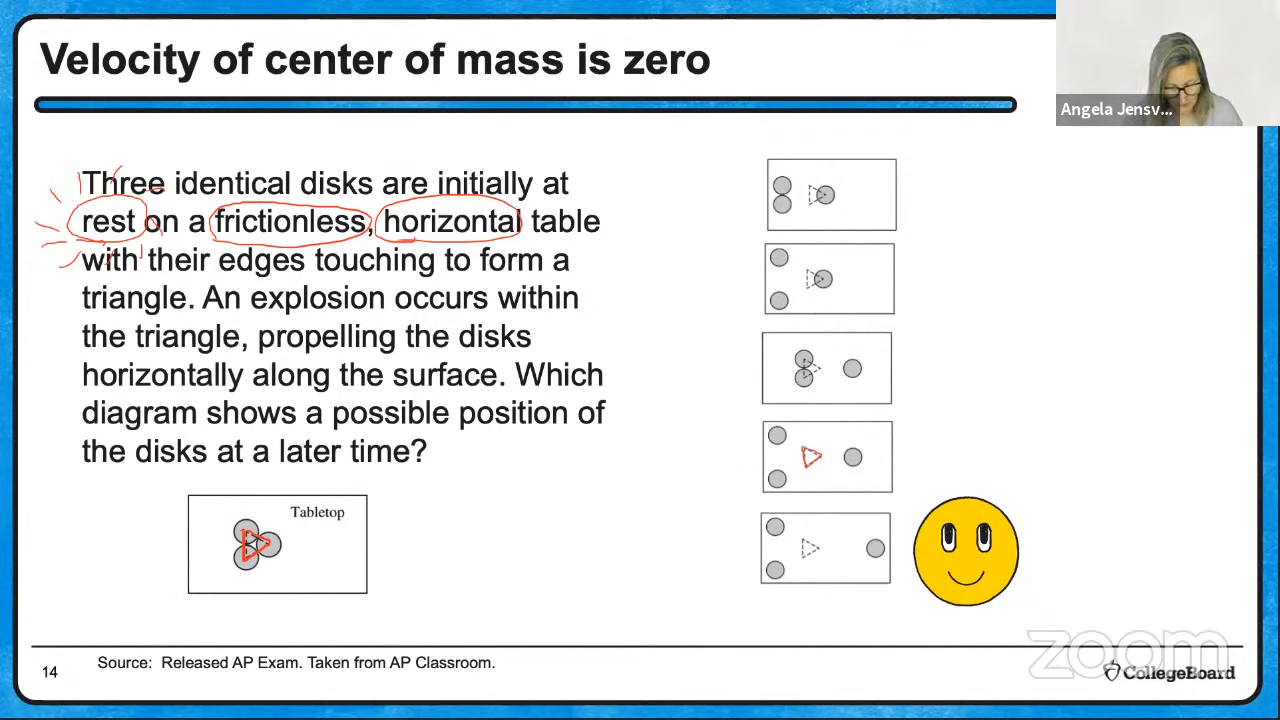 Velocity of center of mass is zero
Angela Jensv...
Three identical disks are initially at
rest on a frictionless, horizontal table
with their edges touching to form a
triangle. An explosion occurs within
the triangle, propelling the disks
horizontally along the surface. Which
diagram shows a possible position of
the disks at a later time?
Tabletop
14
Source: Released AP Exam. Taken from AP Classroom.
zoom
CollegeBoard